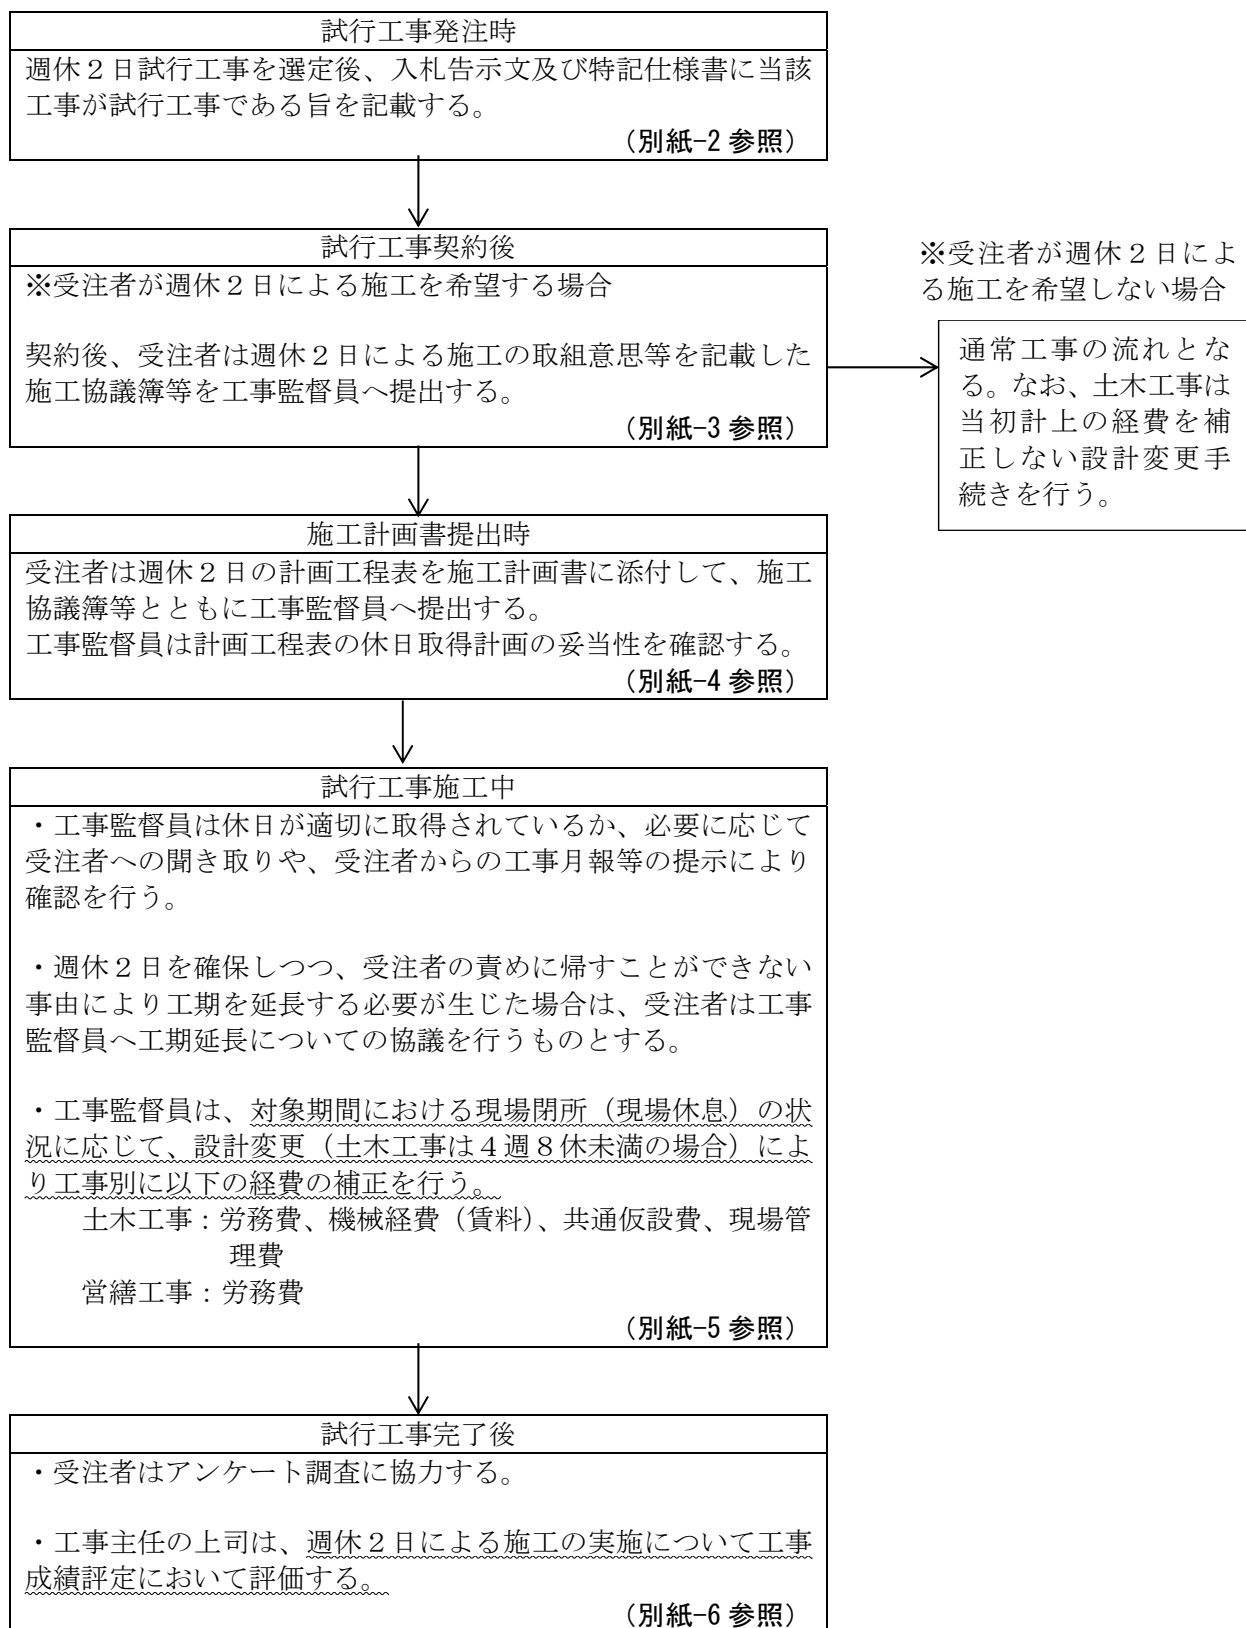 試行工事発注時
週休２日試行工事を選定後、入札告示文及び特記仕様書に当該
工事が試行工事である旨を記載する。
（別紙-2 参照）
試行工事契約後
※受注者が週休２日による施工を希望する場合
契約後、受注者は週休２日による施工の取組意思等を記載した
施工協議簿等を工事監督員へ提出する。
（別紙-3 参照）
※受注者が週休２日によ
る施工を希望しない場合
通常工事の流れとな
る。なお、土木工事は
当初計上の経費を補
正しない設計変更手
続きを行う。
施工計画書提出時
受注者は週休２日の計画工程表を施工計画書に添付して、施工
協議簿等とともに工事監督員へ提出する。
工事監督員は計画工程表の休日取得計画の妥当性を確認する。
（別紙-4 参照）
試行工事施工中
・工事監督員は休日が適切に取得されているか、必要に応じて
受注者への聞き取りや、受注者からの工事月報等の提示により
確認を行う。
・週休２日を確保しつつ、受注者の責めに帰すことができない
事由により工期を延長する必要が生じた場合は、受注者は工事
監督員へ工期延長についての協議を行うものとする。
・工事監督員は、対象期間における現場閉所（現場休息）の状
況に応じて、設計変更（土木工事は４週８休未満の場合）によ
り工事別に以下の経費の補正を行う。
土木工事：労務費、機械経費（賃料）、共通仮設費、現場管
理費
営繕工事：労務費
（別紙-5 参照）
試行工事完了後
・受注者はアンケート調査に協力する。
・工事主任の上司は、週休２日による施工の実施について工事
成績評定において評価する。
（別紙-6 参照）